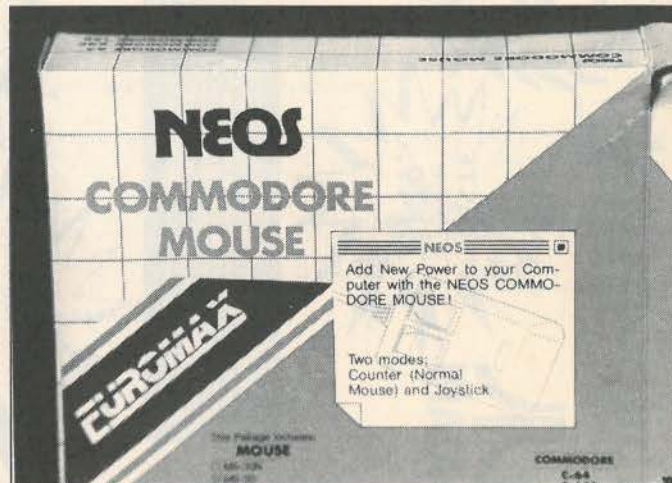 NEOS
COMMODORE
MOUSE
NEOS
Add New Power to your Com-
puter with the NEOS COMMO-
DORE MOUSE!
Two modes:
Counter (Normal
Mouse) and Joystick
EUROMAX
This Package Includes:
MOUSE
COMMODORE
C-64
COMMODORE MOUSE